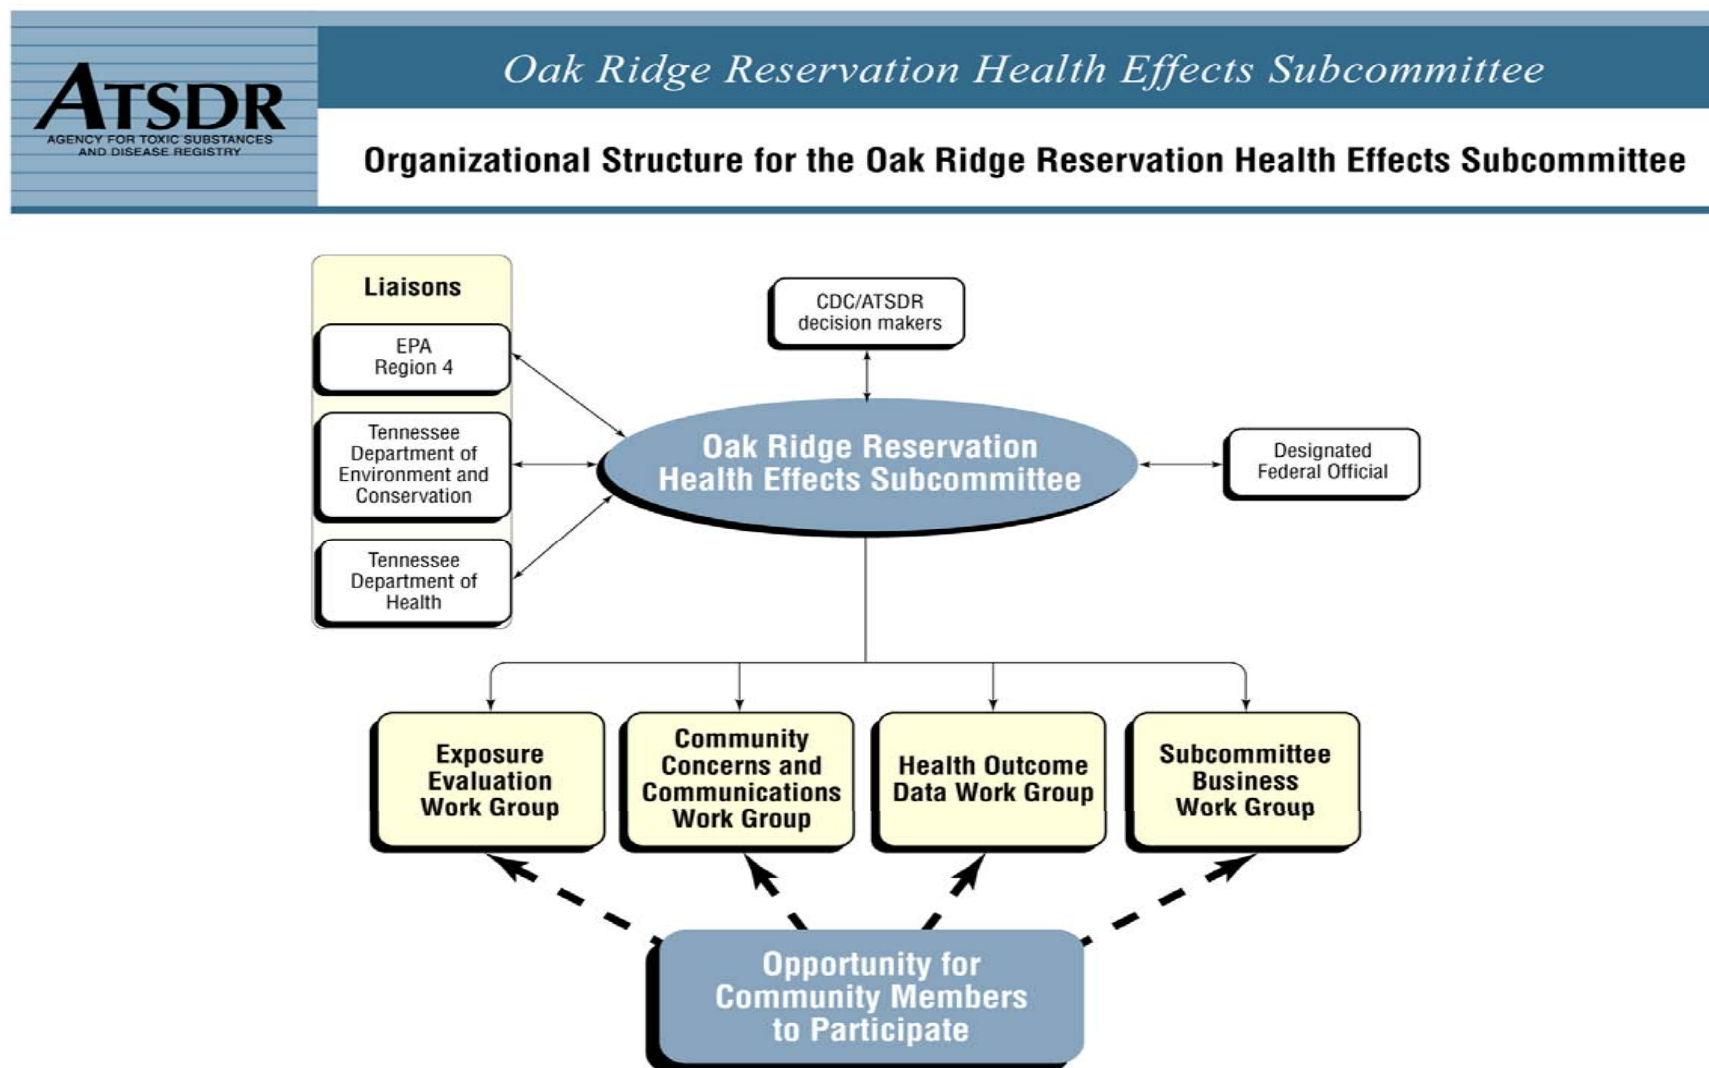 ATSDR
AGENCY FOR TOXIC SUBSTANCES
AND DISEASE REGISTRY
Oak Ridge Reservation Health Effects Subcommittee
Organizational Structure for the Oak Ridge Reservation Health Effects Subcommittee
Liaisons
EPA
Region 4
Tennessee
Department of
Environment and
Conservation
Tennessee
Department of
Health
CDC/ATSDR
decision makers
Oak Ridge Reservation
Health Effects Subcommittee
Designated
Federal Official
Exposure
Evaluation
Work Group
Community
Concerns and
Communications
Work Group
Health Outcome
Data Work Group
Subcommittee
Business
Work Group
Opportunity for
Community Members
to Participate